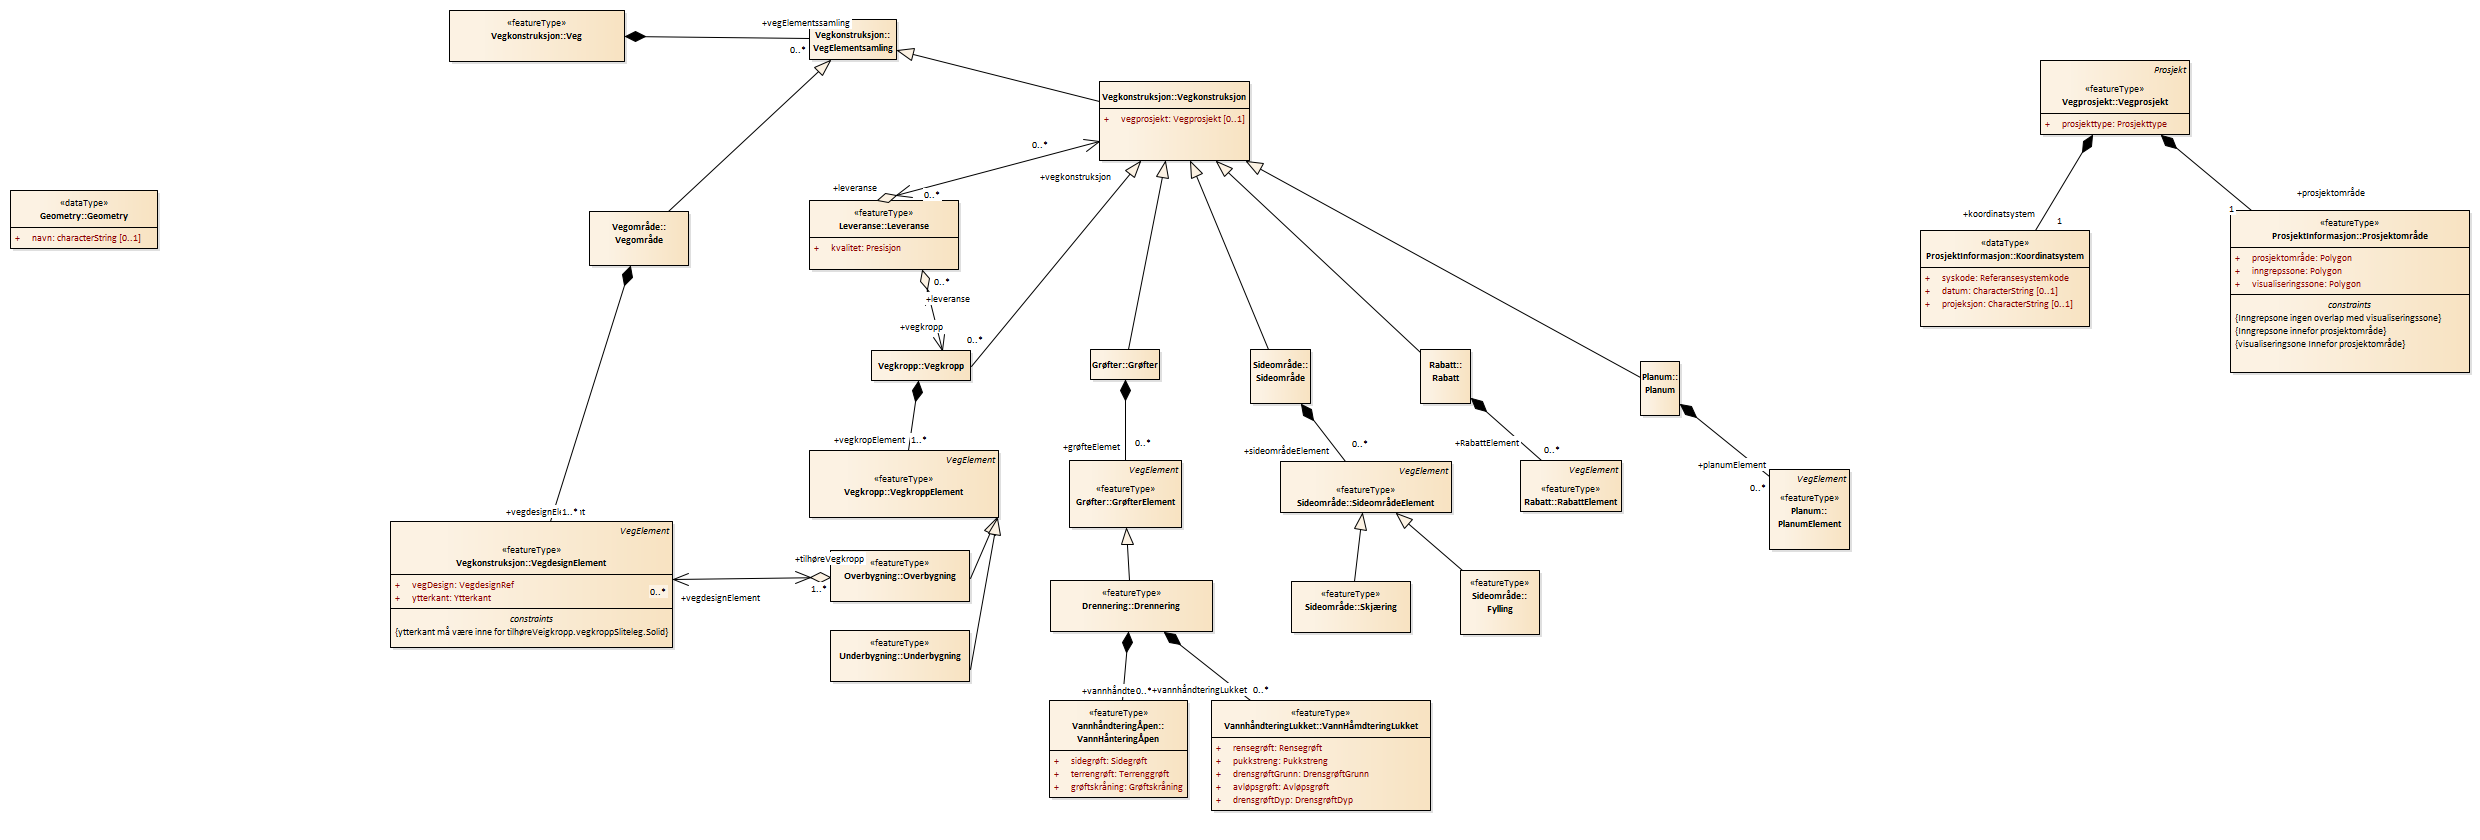 «featureType»
Vegkonstruksjon::Veg
+vegElementssamling
0..*
Vegkonstruksjon::
VegElementsamling
Vegkonstruksjon::Vegkonstruksjon
+ vegprosjekt: Vegprosjekt [0..1]
Prosjekt
«featureType»
Vegprosjekt::Vegprosjekt
+ prosjekttype: Prosjekttype
0..*
+vegkonstruksjon
+leveranse
0..*
«dataType»
Geometry::Geometry
+ navn: characterString [0..1]
Vegområde::
Vegområde
«featureType»
Leveranse::Leveranse
+ kvalitet: Presisjon
0..*
+leveranse
+vegkropp
0..*
+koordinatsystem
1
+prosjektområde
1
«dataType»
ProsjektInformasjon::Koordinatsystem
+ syskode: Referansesystemkode
+ datum: CharacterString [0..1]
+ projeksjon: CharacterString [0..1]
«featureType»
ProsjektInformasjon::Prosjektområde
+ prosjektområde: Polygon
+ inngrepssone: Polygon
+ visualiseringssone: Polygon
constraints
{Inngrepsone ingen overlap med visualiseringssone}
{Inngrepsone innefor prosjektområde}
{visualiseringsone Innefor prosjektområde}
Vegkropp::Vegkropp
Grøfter::Grøfter
Sideområde::
Sideområde
Rabatt::
Rabatt
Planum::
Planum
+vegkropElement
1..*
+grøfteElemet
0..*
+sideområdeElement
0..*
+RabattElement
0..*
+planumElement
0..*
VegElement
«featureType»
Vegkropp::VegkroppElement
VegElement
«featureType»
Grøfter::GrøfterElement
VegElement
«featureType»
Sideområde::SideområdeElement
VegElement
«featureType»
Rabatt::RabattElement
VegElement
«featureType»
Planum::
PlanumElement
1..*
VegElement
«featureType»
Vegkonstruksjon::VegdesignElement
+ vegDesign: VegdesignRef
+ ytterkant: Ytterkant
constraints
{ytterkant må være inne for tilhøreVeigkropp.vegkroppSliteleg.Solid}
0..*
+vegdesignElement
+tilhøreVegkropp
1..*
«featureType»
Overbygning::Overbygning
«featureType»
Underbygning::Underbygning
«featureType»
Drennering::Drennering
«featureType»
Sideområde::Skjæring
«featureType»
Sideområde::
Fylling
0..*
+vannhåndteringLukket
0..*
«featureType»
VannhåndteringÅpen::
VannHånteringÅpen
+ sidegrøft: Sidegrøft
+ terrengrøft: Terrenggrøft
+ grøftskråning: Grøftskråning
«featureType»
VannhåndteringLukket::VannHåmdteringLukket
+ rensegrøft: Rensegrøft
+ pukkstreng: Pukkstreng
+ drensgrøftGrunn: DrensgrøftGrunn
+ avløpsgrøft: Avløpsgrøft
+ drensgrøftDyp: DrensgrøftDyp